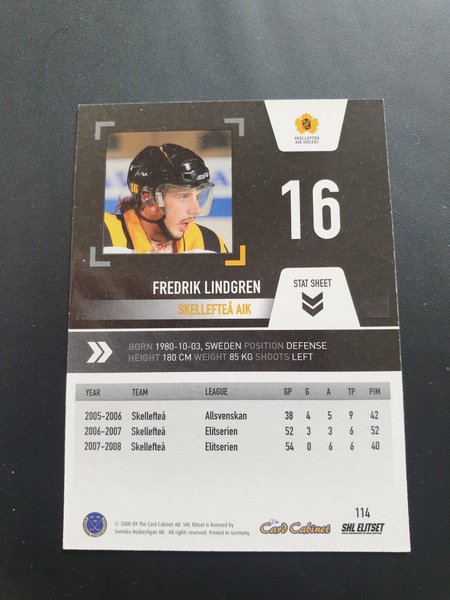 SKELLEFTEÅ
AIK HOCKEY
16
16
FREDRIK LINDGREN
SKELLEFTEÅ AIK
STAT SHEET
BORN 1980-10-03, SWEDEN POSITION DEFENSE
HEIGHT 180 CM WEIGHT 85 KG SHOOTS LEFT
YEAR TEAM LEAGUE GP G A TP PIM
2005-2006 Skellefteå Allsvenskan 38 4 5 9 42
2006-2007 Skellefteå Elitserien 52 3 3 6 52
2007-2008 Skellefteå Elitserien 54 0 6 6 40
114
© 2008-09 The Card Cabinet AB. SHL Elitset is licensed by
Svenska Hockeyligan AB. All rights reserved. Printed in Germany.
The
Card Cabinet
SHL ELITSET